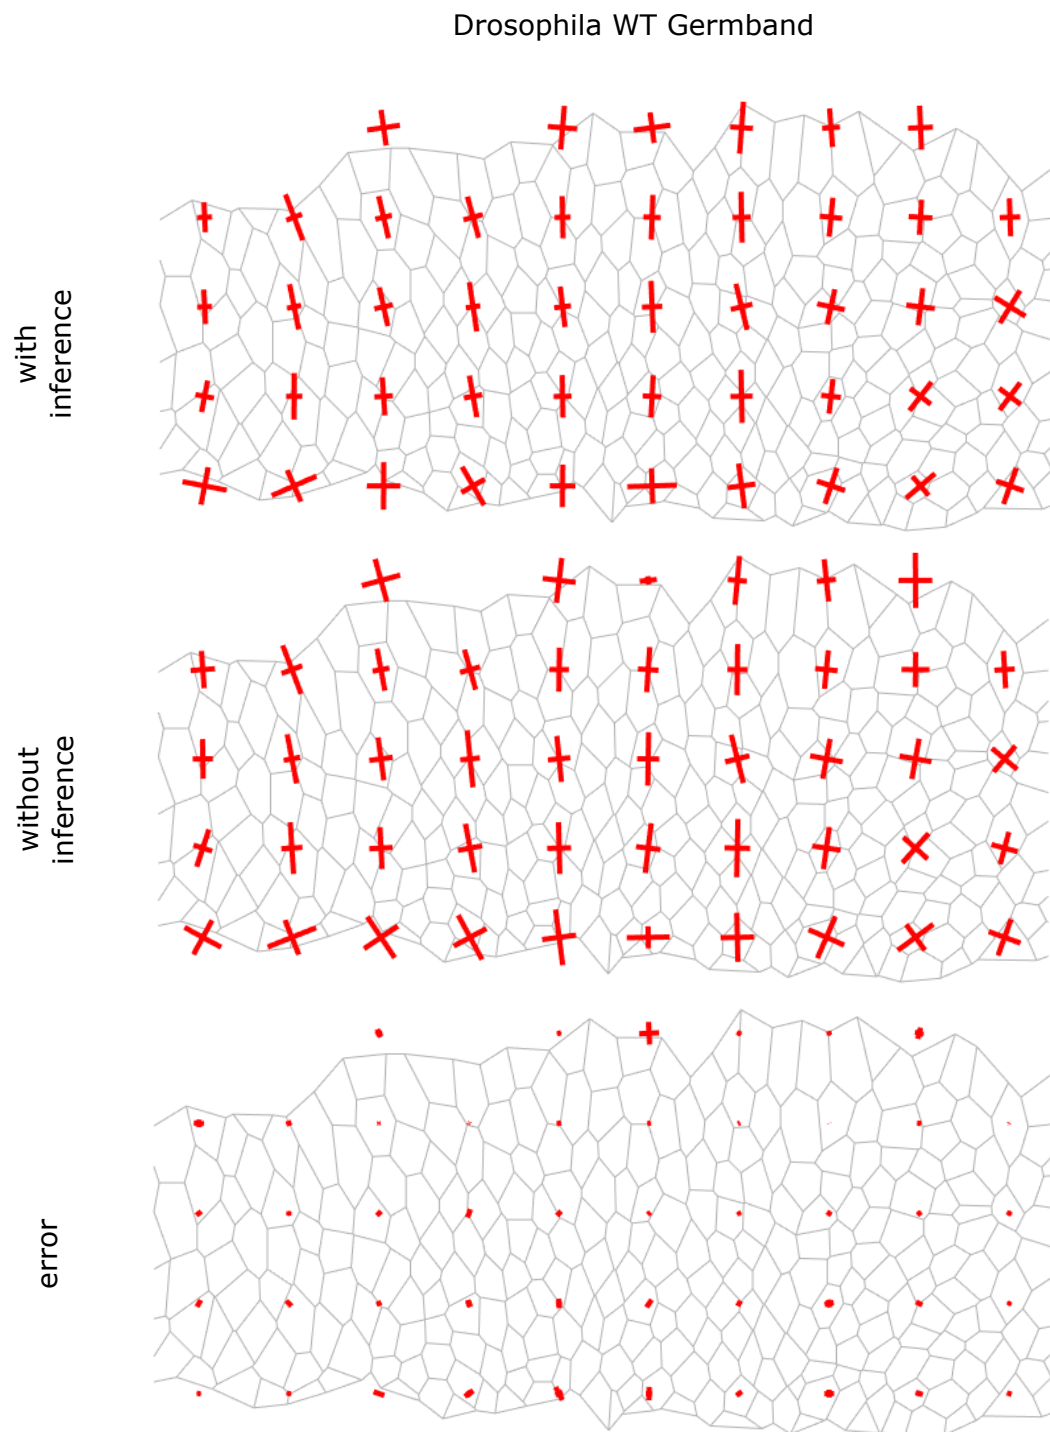 Drosophila WT Germband
with
inference
without
inference
error